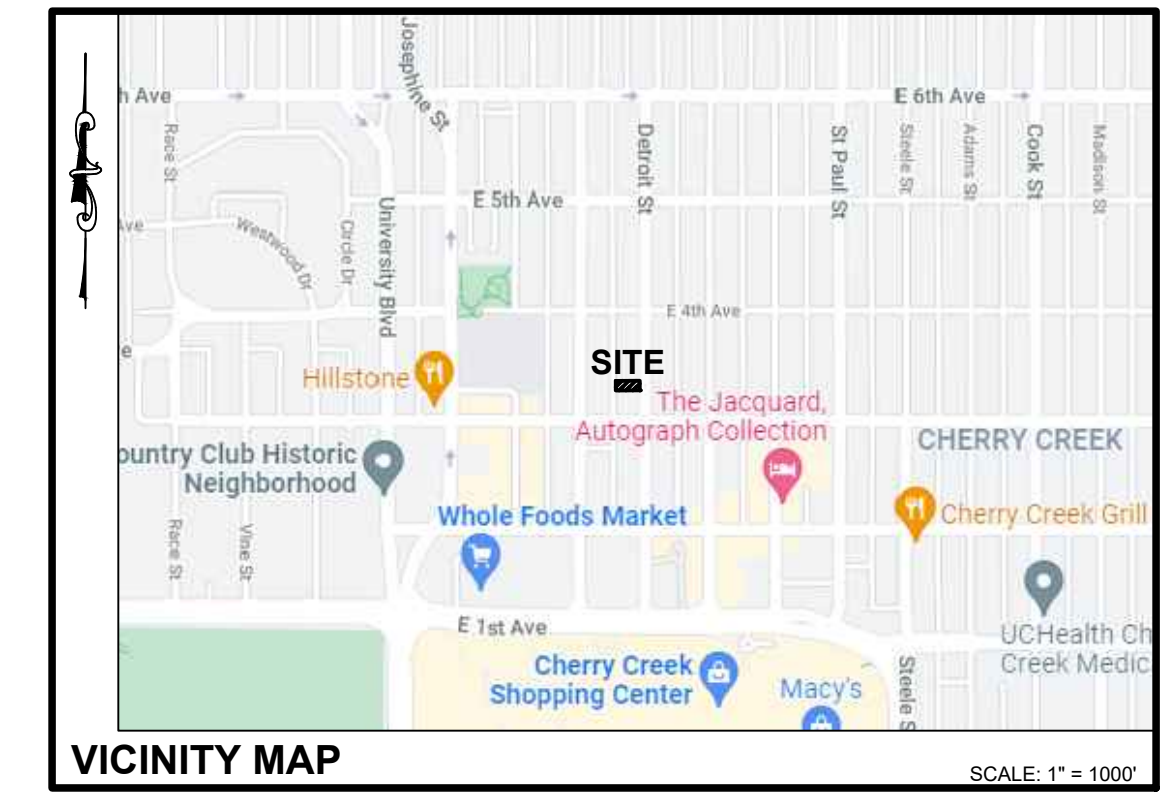 Josephine St
h Ave
E 6th Ave
Race St
Detroit St
St Paul St
Steele St
Adams St
Cook St
Madison St
E 5th Ave
Ave
Westwood Dr
Circle Dr
University Blvd
E 4th Ave
e
SITE
Hillstone
The Jacquard,
Autograph Collection
ountry Club Historic
Neighborhood
CHERRY CREEK
Whole Foods Market
Cherry Creek Grill
Race St
Vine St
E 1st Ave
UCHealth Ch
Creek Medic
Cherry Creek
Shopping Center
Macy's
Steele S
VICINITY MAP
SCALE: 1" = 1000'